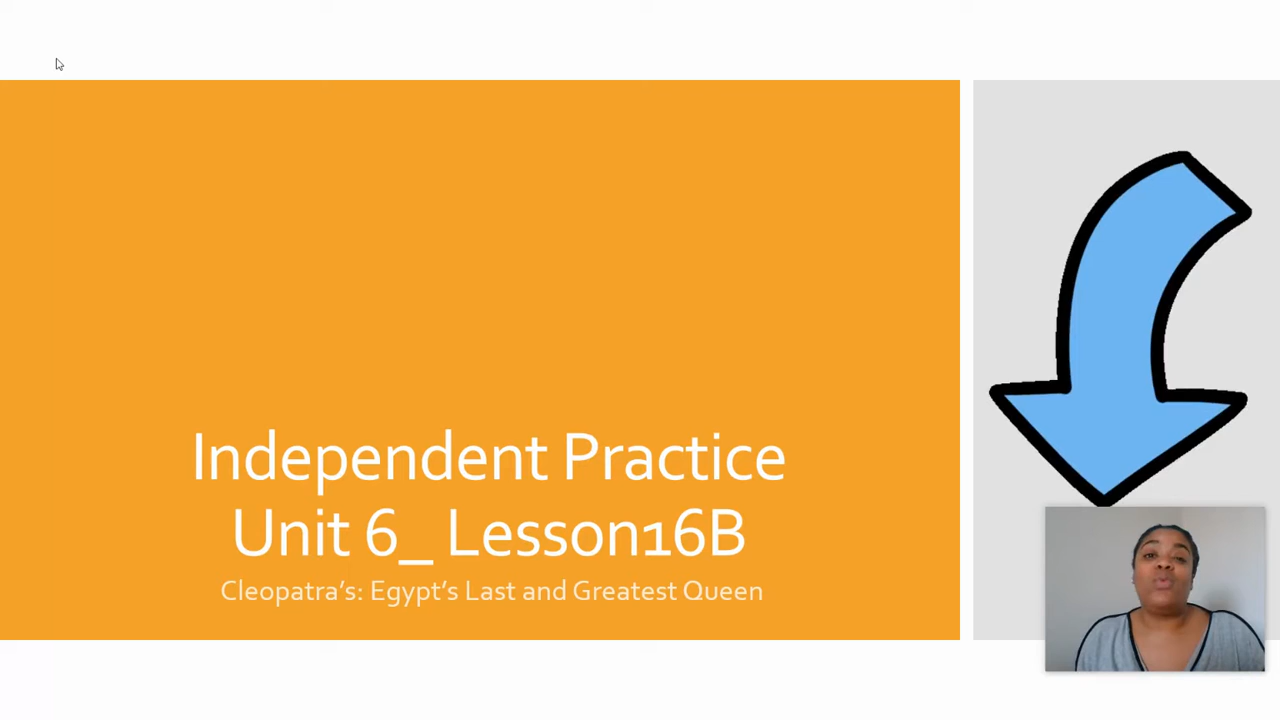 Independent Practice
Unit 6_ Lesson16B
Cleopatra’s: Egypt’s Last and Greatest Queen